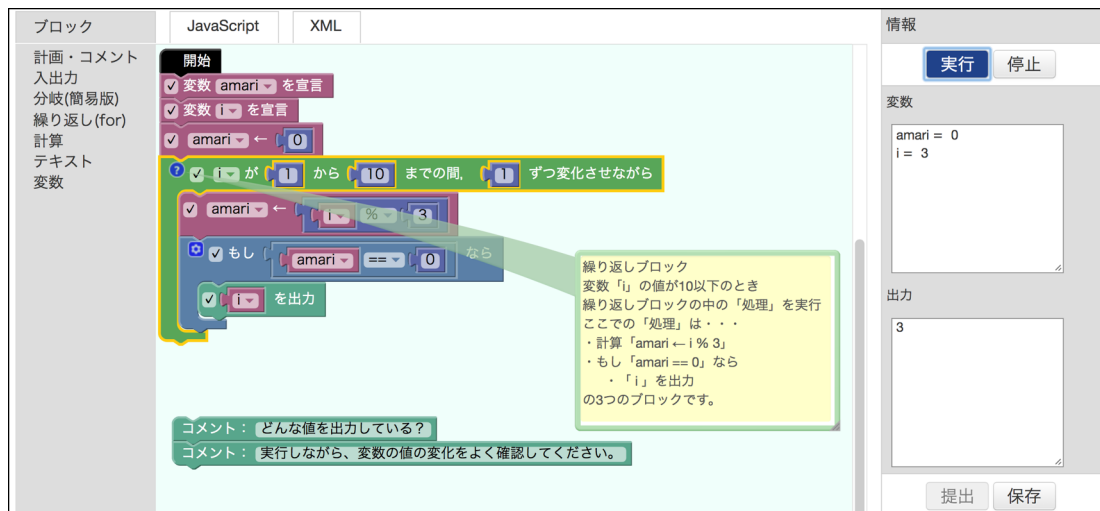 ブロック
JavaScript
XML
情報
計画・コメント
入出力
分岐(簡易版)
繰り返し(for)
計算
テキスト
変数
開始
変数 amari を宣言
変数 i を宣言
amari ← 0
i が 1 から 10 までの間, 1 ずつ変化させながら
amari ← i % 3
もし amari == 0 なら
i を出力
繰り返しブロック
変数「i」の値が10以下のとき
繰り返しブロックの中の「処理」を実行
ここでの「処理」は・・・
・計算「amari ← i % 3」
・もし「amari == 0」なら
・「 i 」を出力
の3つのブロックです。
コメント： どんな値を出力している？
コメント： 実行しながら、変数の値の変化をよく確認してください。
実行 停止
変数
amari = 0
i = 3
出力
3
提出 保存